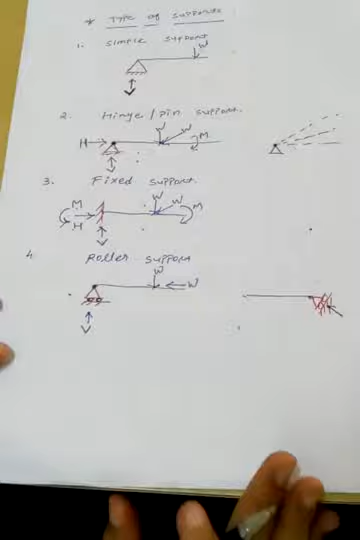 * Type of supports
1. Simple support
W
V
2. Hinge/pin support.
H W W M
V
3. Fixed support.
M H W W M
V
4. Roller support
W W
V